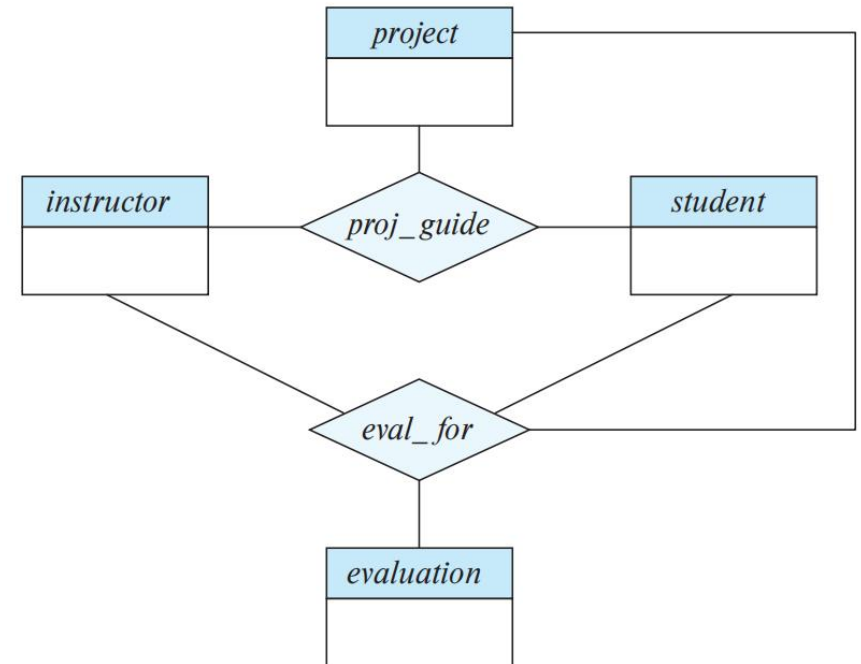 project
instructor
proj_guide
student
eval_for
evaluation